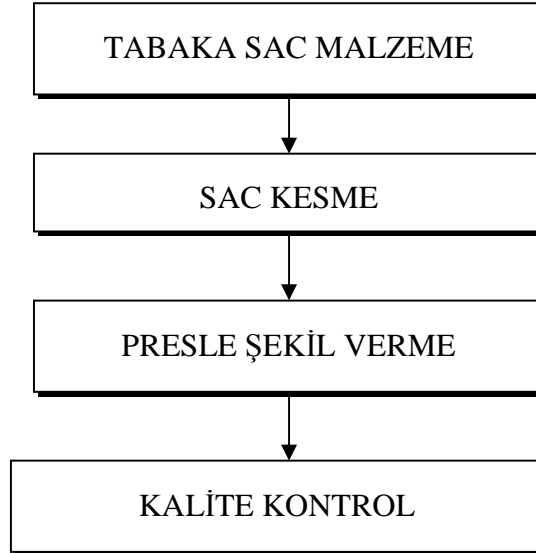 TABAKA SAC MALZEME
SAC KESME
PRESLE ŞEKİL VERME
KALİTE KONTROL